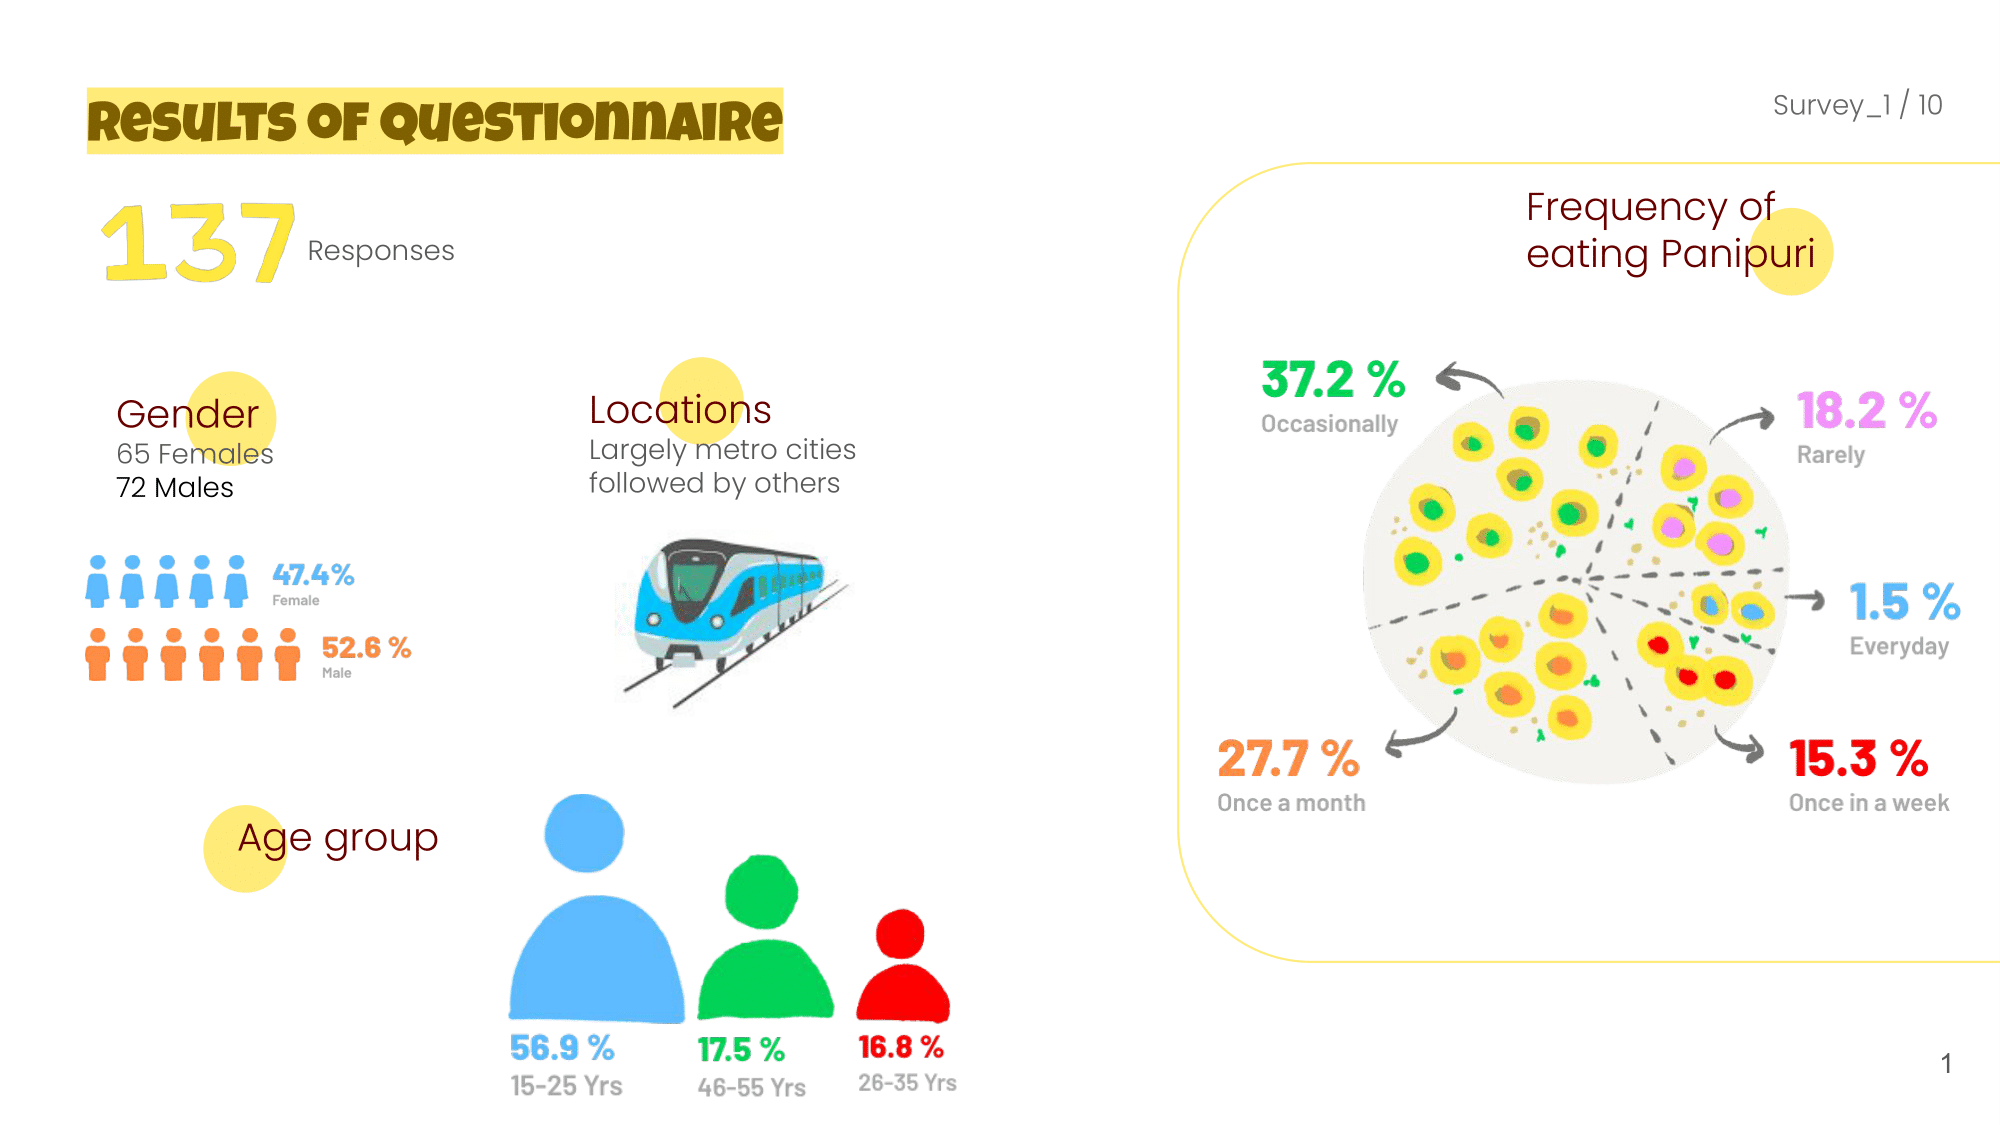 Results of Questionnaire
Survey_1 / 10
137 Responses
Gender
65 Females
72 Males
47.4%
Female
52.6 %
Male
Locations
Largely metro cities
followed by others
Age group
56.9 %
15-25 Yrs
17.5 %
46-55 Yrs
16.8 %
26-35 Yrs
Frequency of
eating Panipuri
37.2 %
Occasionally
18.2 %
Rarely
1.5 %
Everyday
27.7 %
Once a month
15.3 %
Once in a week
1